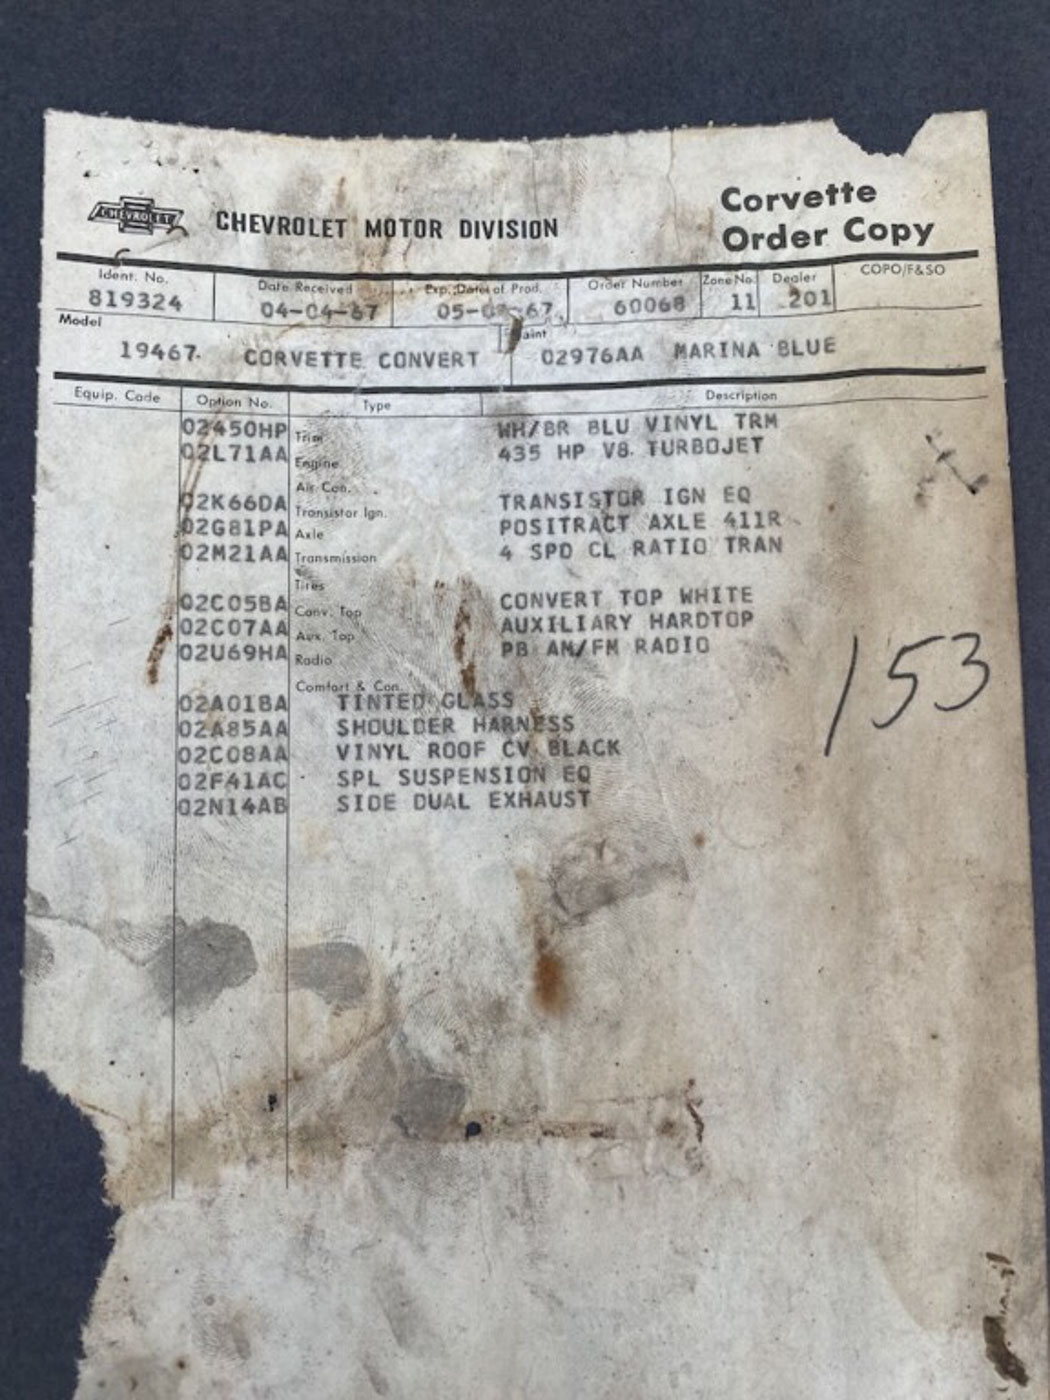 CHEVROLET CHEVROLET MOTOR DIVISION
Corvette
Order Copy
Ident. No. Date Received Exp. Date of Prod. Order Number Zone No. Dealer COPO/F&SO
819324 04-04-67 05-0 -67. 60068 11 201
Model Paint
19467. CORVETTE CONVERT 02976AA MARINA BLUE
Equip. Code Option No. Type Description
02450HP Trim WH/BR BLU VINYL TRM
02L71AA Engine 435 HP V8 TURBOJET
Air Con.
02K66DA Transistor Ign. TRANSISTOR IGN EQ
02G81PA Axle POSITRACT AXLE 411R
02M21AA Transmission 4 SPD CL RATIO TRAN
Tires
02C05BA Conv. Top CONVERT TOP WHITE
02C07AA Aux. Top AUXILIARY HARDTOP
02U69HA Radio PB AM/FM RADIO
Comfort & Con.
02A01BA TINTED GLASS
02A85AA SHOULDER HARNESS
02C08AA VINYL ROOF CV BLACK
02F41AC SPL SUSPENSION EQ
02N14AB SIDE DUAL EXHAUST
153